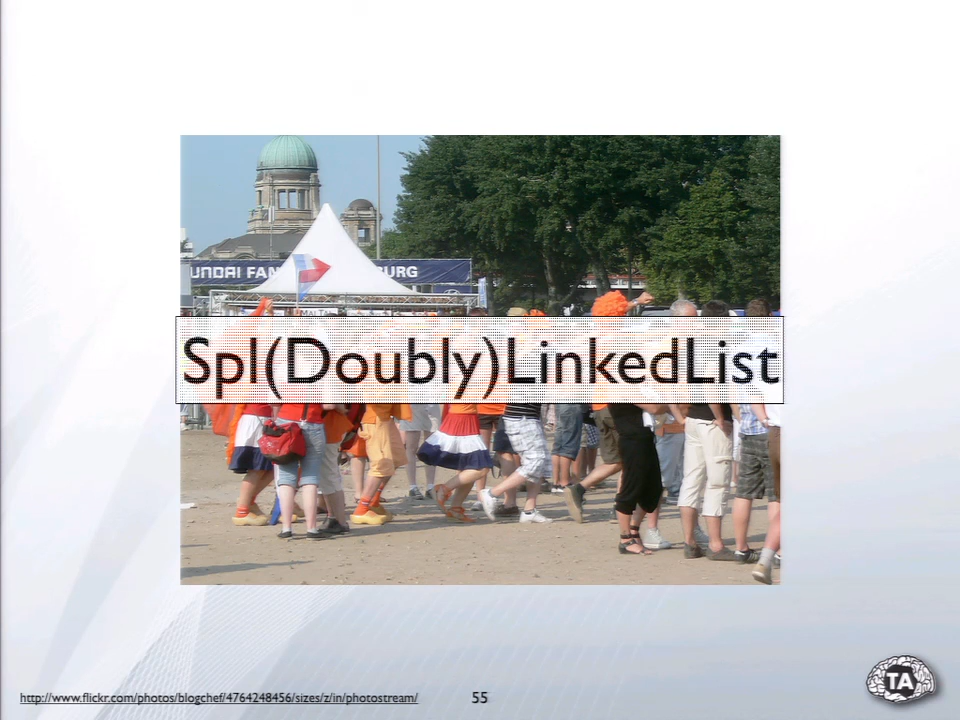 UNDAI FAN
BURG
Spl(Doubly)LinkedList
http://www.flickr.com/photos/blogchef/4764248456/sizes/z/in/photostream/
55
TA